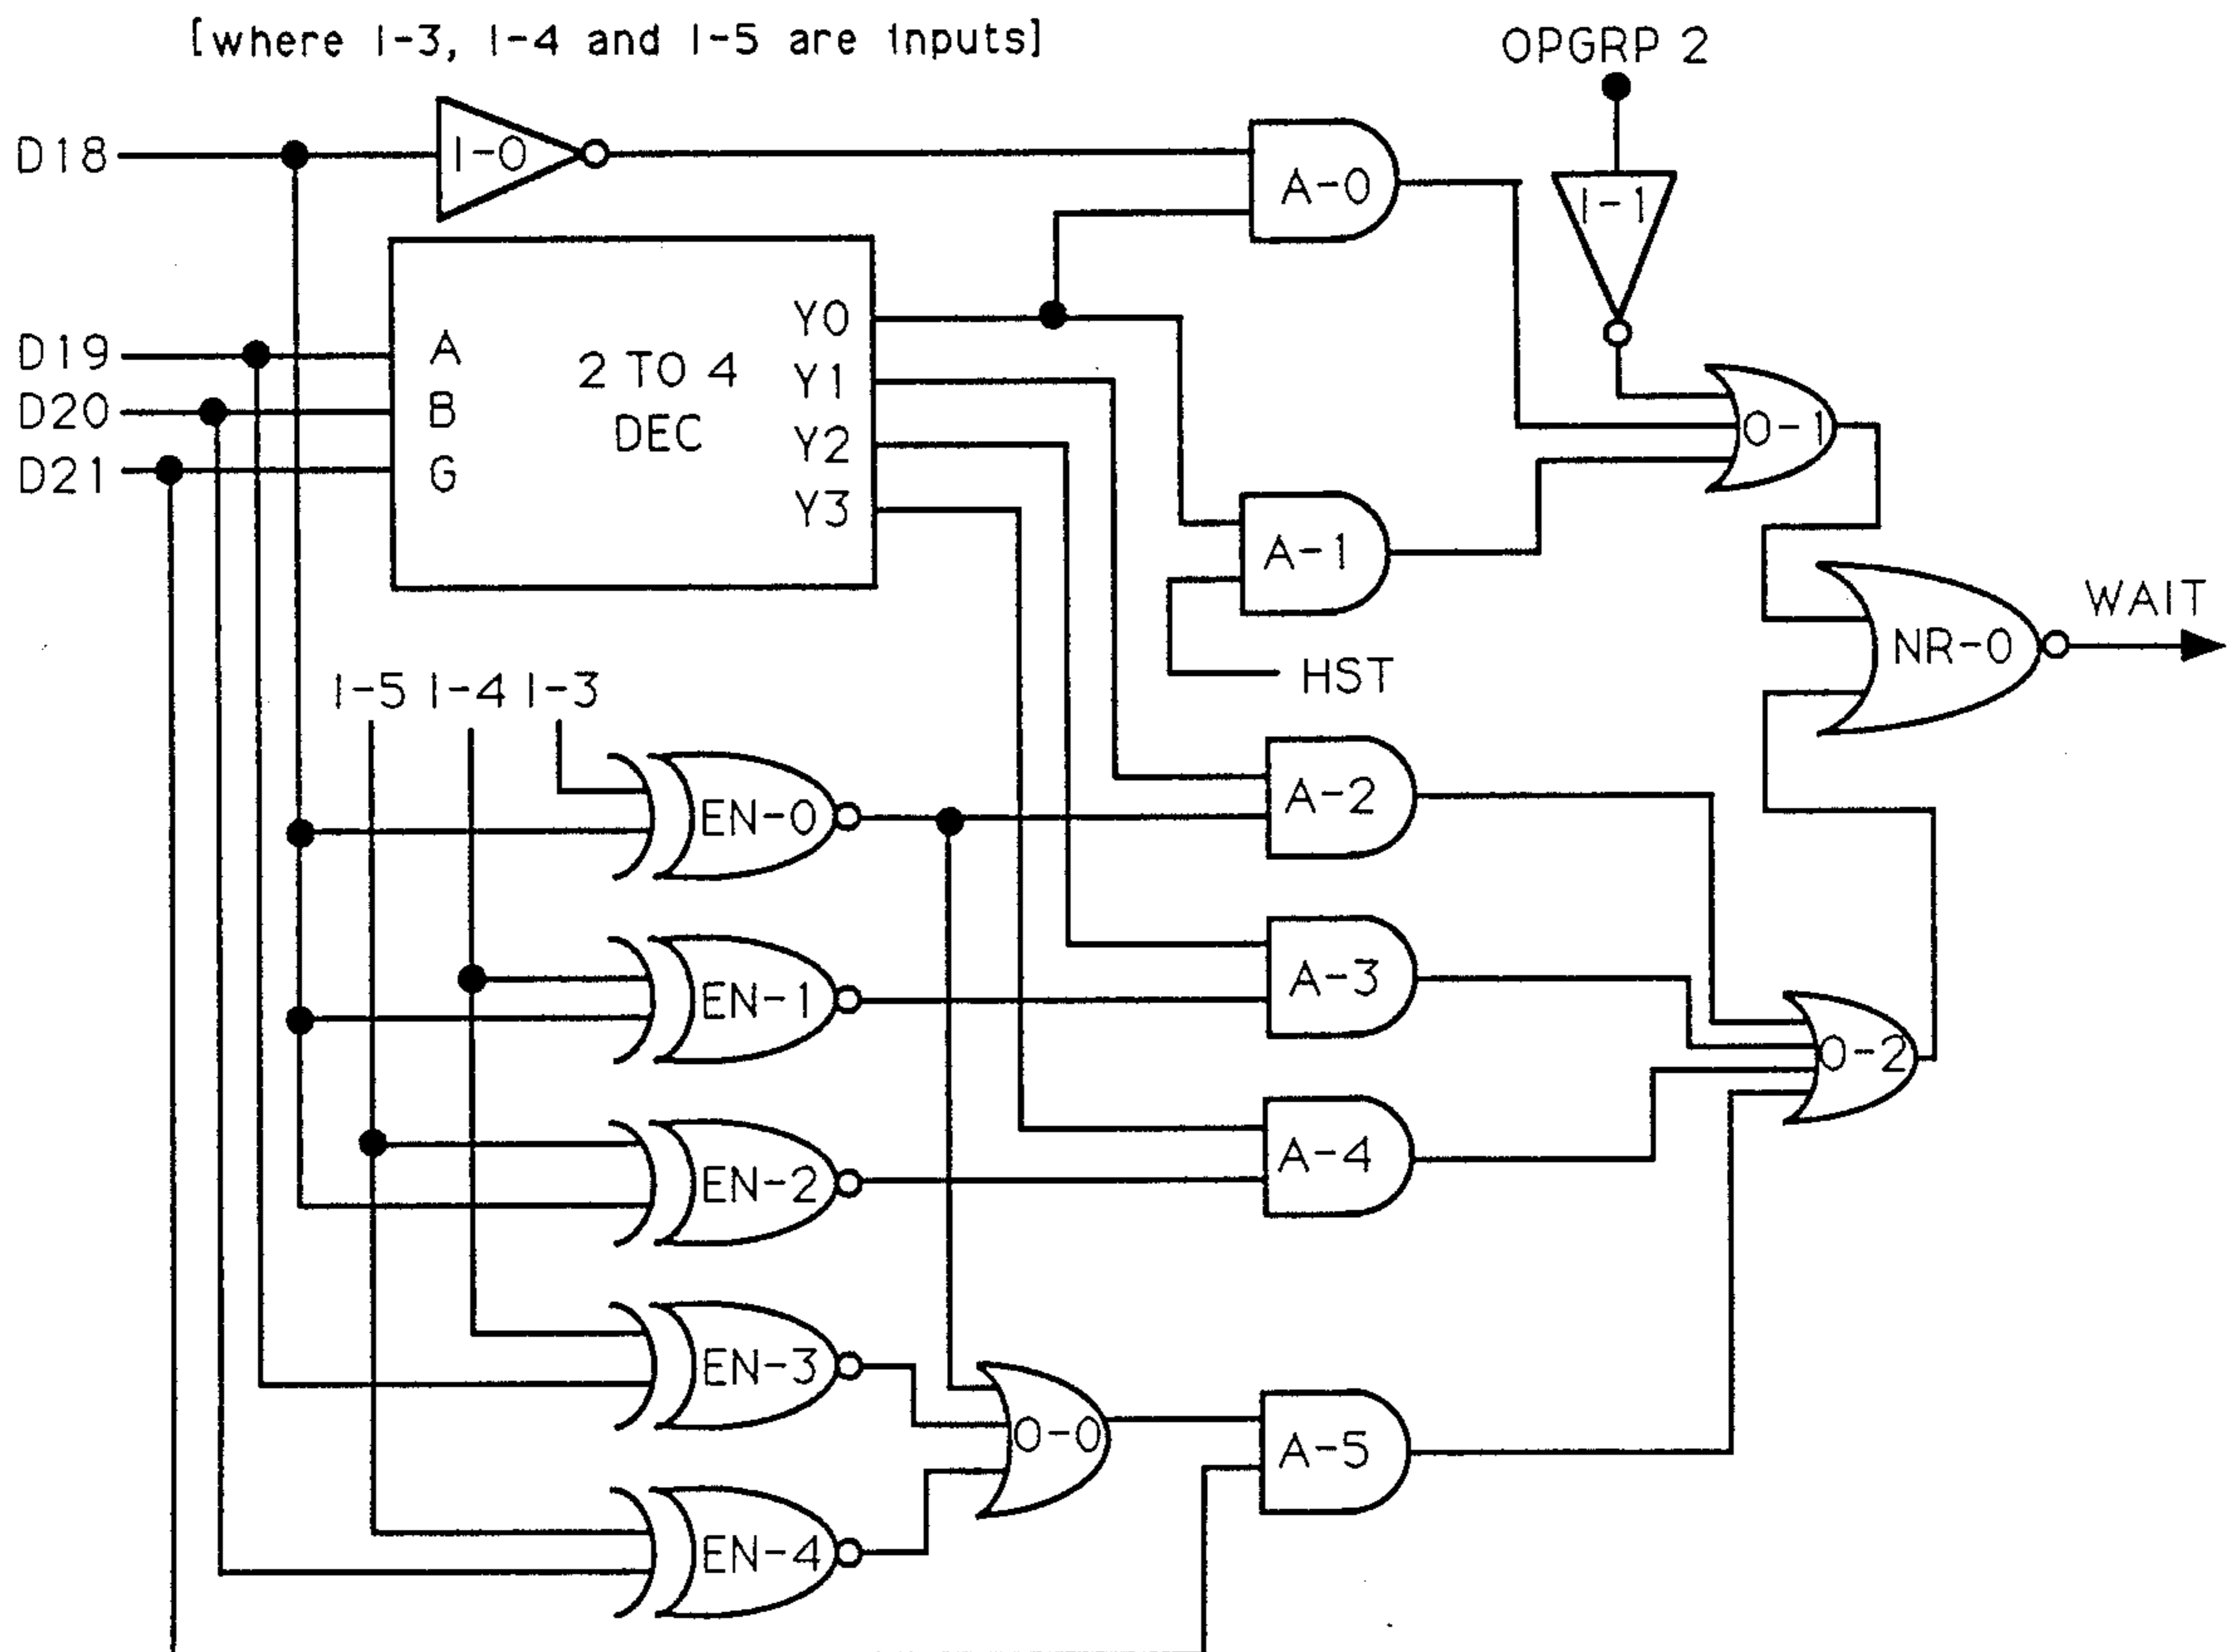 [where I-3, I-4 and I-5 are inputs]
OPGRP 2
D18
I-0
A-0
I-1
D19
D20
D21
A
B
G
2 TO 4
DEC
Y0
Y1
Y2
Y3
O-1
A-1
HST
NR-0
WAIT
I-5 I-4 I-3
EN-0
A-2
EN-1
A-3
O-2
EN-2
A-4
EN-3
O-0
A-5
EN-4